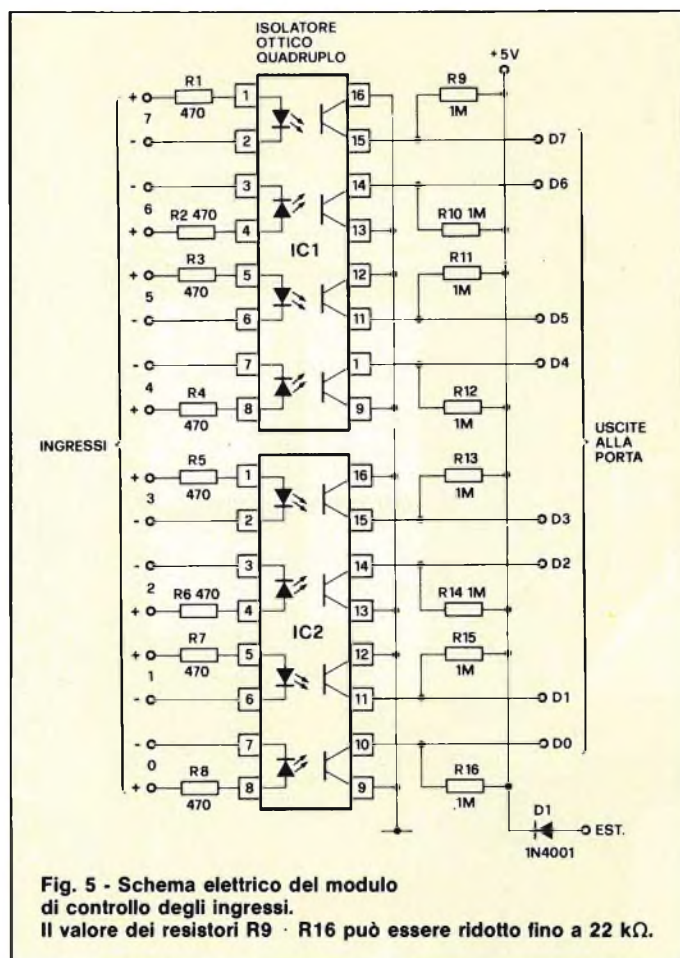 ISOLATORE
OTTICO
QUADRUPLO
+5V
R1
470
R9
1M
+
7
-
1
2
16
15
D7
-
6
+
R2 470
3
4
14
13
D6
R10 1M
IC1
+
5
-
R3
470
5
6
12
11
R11
1M
D5
-
4
+
R4
470
7
8
1
9
D4
R12
1M
INGRESSI
USCITE
ALLA
PORTA
+
3
-
R5
470
1
2
16
15
R13
1M
D3
-
2
+
R6 470
3
4
14
13
D2
R14 1M
IC2
+
1
-
R7
470
5
6
12
11
R15
1M
D1
-
0
+
R8
470
7
8
10
9
D0
R16
1M
D1
1N4001
EST.
Fig. 5 - Schema elettrico del modulo
di controllo degli ingressi.
Il valore dei resistori R9 · R16 può essere ridotto fino a 22 kΩ.